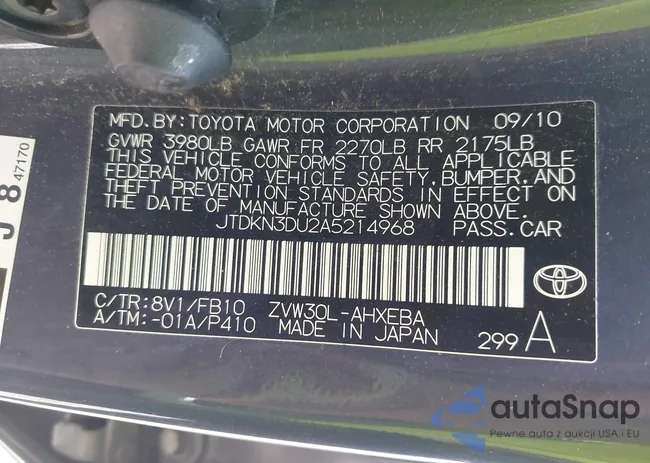 MFD.BY:TOYOTA MOTOR CORPORATION 09/10
GVWR 3980LB GAWR FR 2270LB RR 2175LB
THIS VEHICLE CONFORMS TO ALL APPLICABLE
FEDERAL MOTOR VEHICLE SAFETY, BUMPER, AND
THEFT PREVENTION STANDARDS IN EFFECT ON
THE DATE OF MANUFACTURE SHOWN ABOVE.
JTDKN3DU2A5214968 PASS.CAR
C/TR:8V1/FB10 ZVW30L-AHXEBA
A/TM:-01A/P410 MADE IN JAPAN 299 A
J 8 47170
autaSnap
Pewne auta z aukcji USA i EU